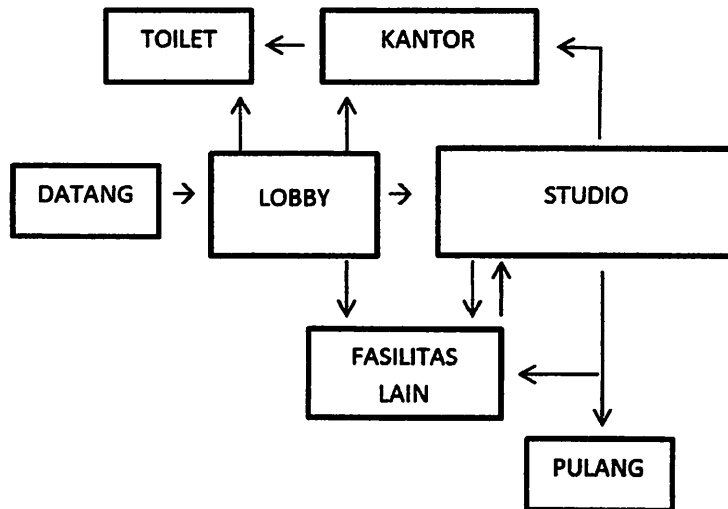 TOILET
KANTOR
DATANG
LOBBY
STUDIO
FASILITAS
LAIN
PULANG